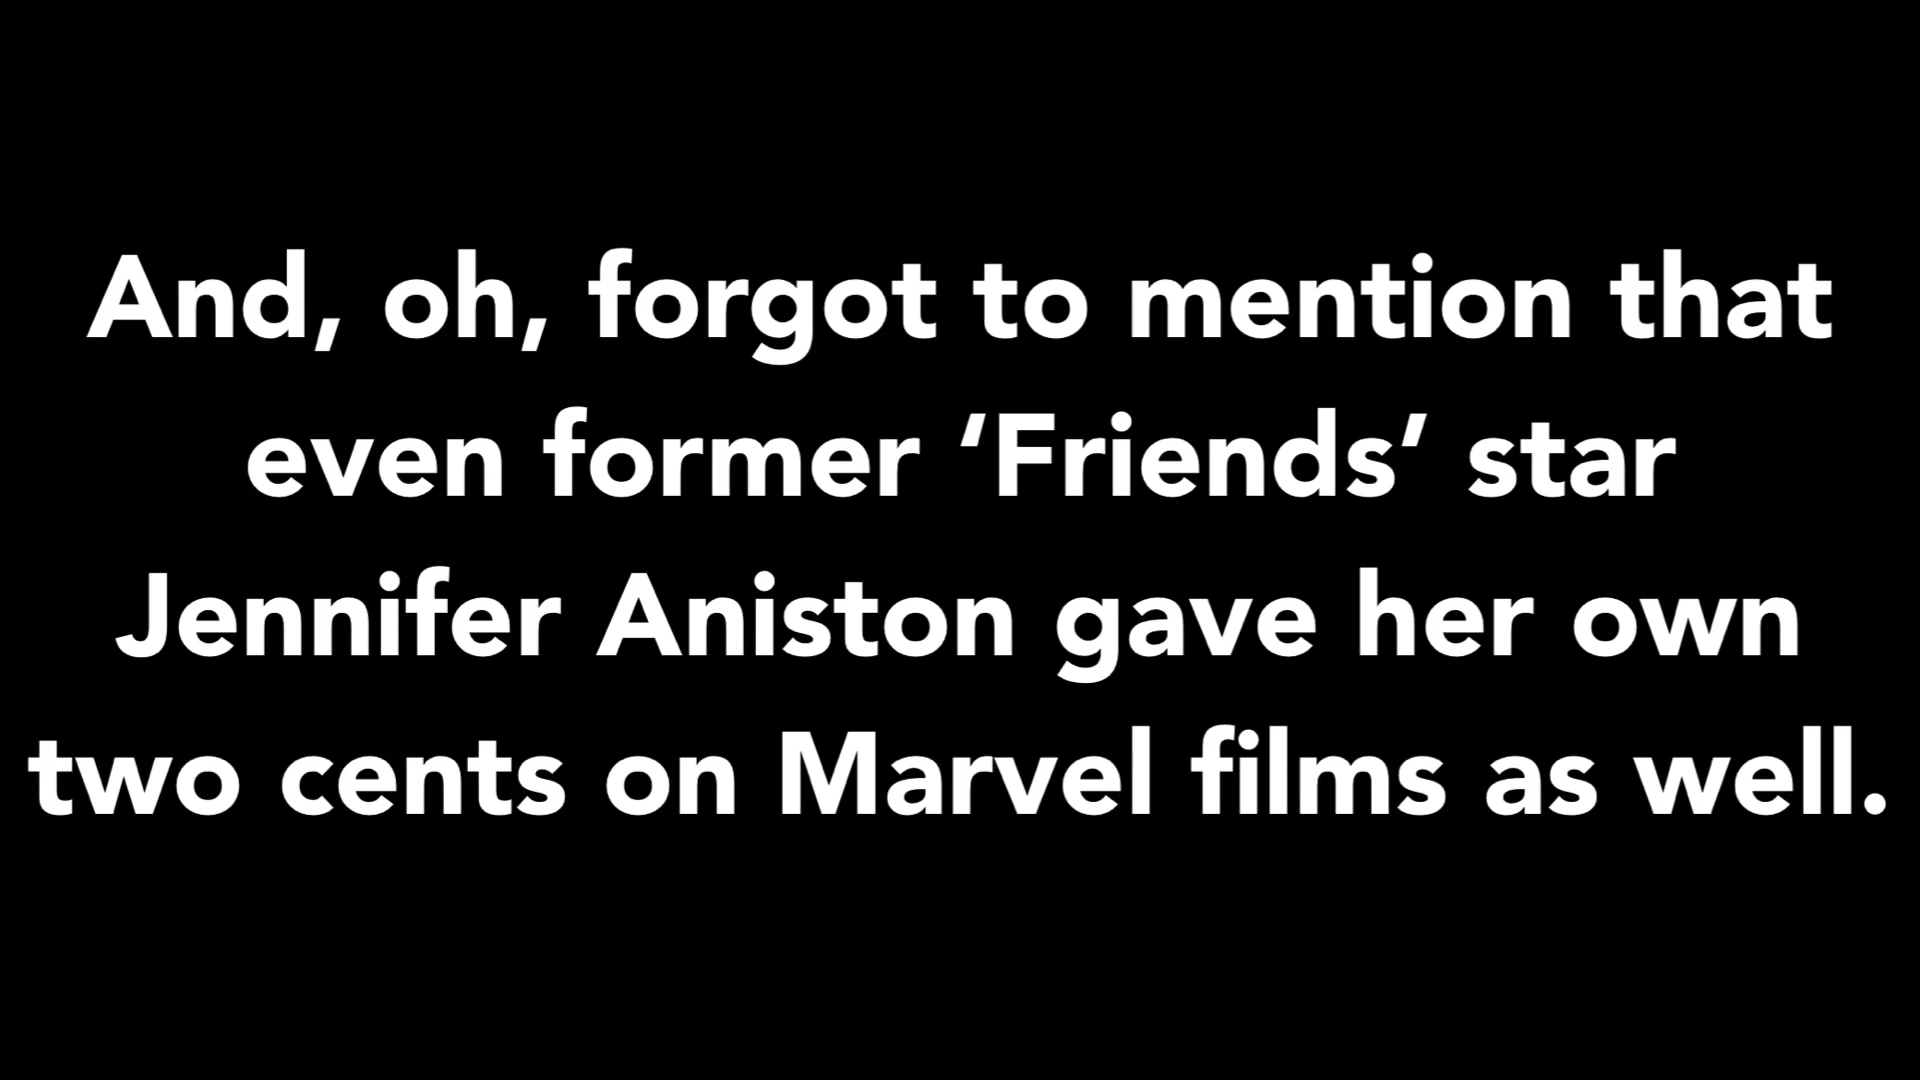 And, oh, forgot to mention that
even former ‘Friends’ star
Jennifer Aniston gave her own
two cents on Marvel films as well.